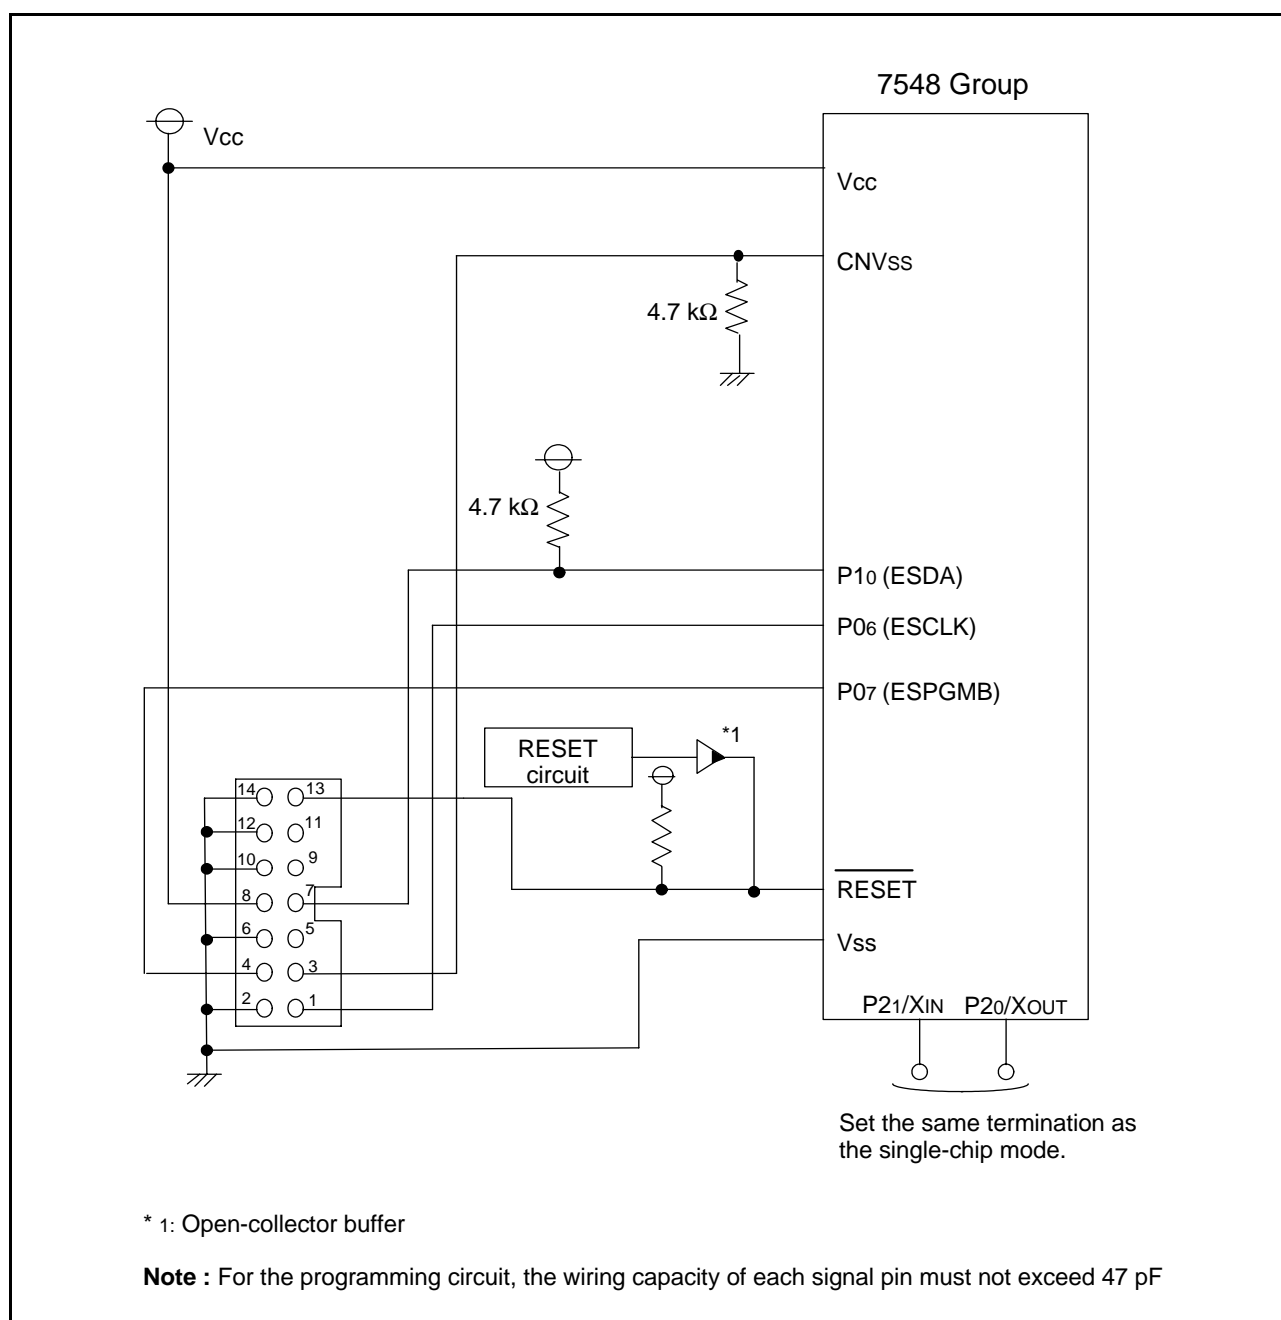 7548 Group
Vcc
Vcc
CNVss
4.7 kΩ
4.7 kΩ
P10 (ESDA)
P06 (ESCLK)
P07 (ESPGMB)
*1
RESET
circuit
14 13
12 11
10 9
8 7
6 5
4 3
2 1
RESET
Vss
P21/XIN P20/XOUT
Set the same termination as
the single-chip mode.
* 1: Open-collector buffer
Note : For the programming circuit, the wiring capacity of each signal pin must not exceed 47 pF